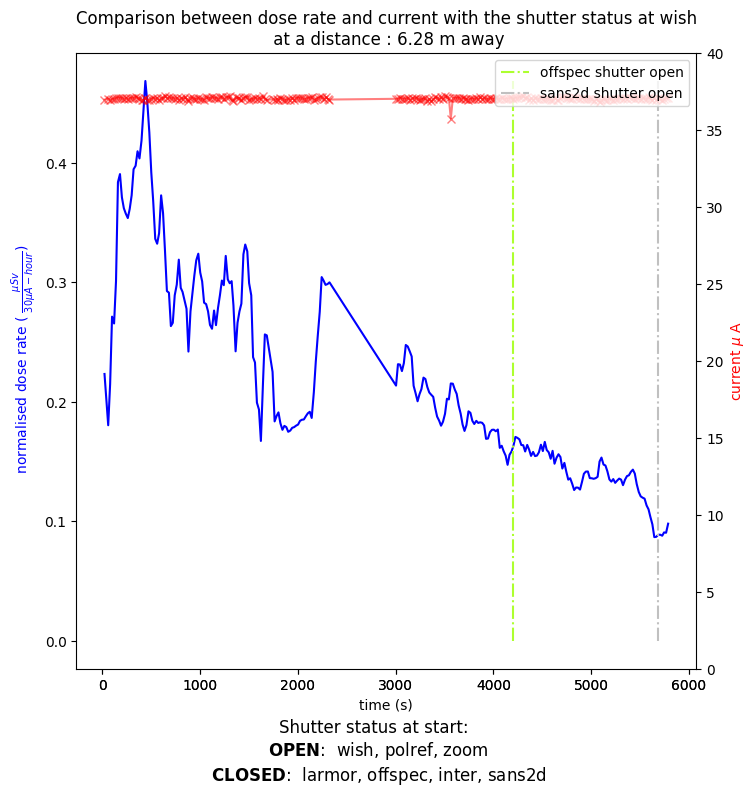 Comparison between dose rate and current with the shutter status at wish
at a distance : 6.28 m away
offspec shutter open
sans2d shutter open
normalised dose rate ( μSv / 30μA − hour )
0.4
0.3
0.2
0.1
0.0
40
35
30
25
20
15
10
5
0
current μ A
0 1000 2000 3000 4000 5000 6000
time (s)
Shutter status at start:
OPEN: wish, polref, zoom
CLOSED: larmor, offspec, inter, sans2d